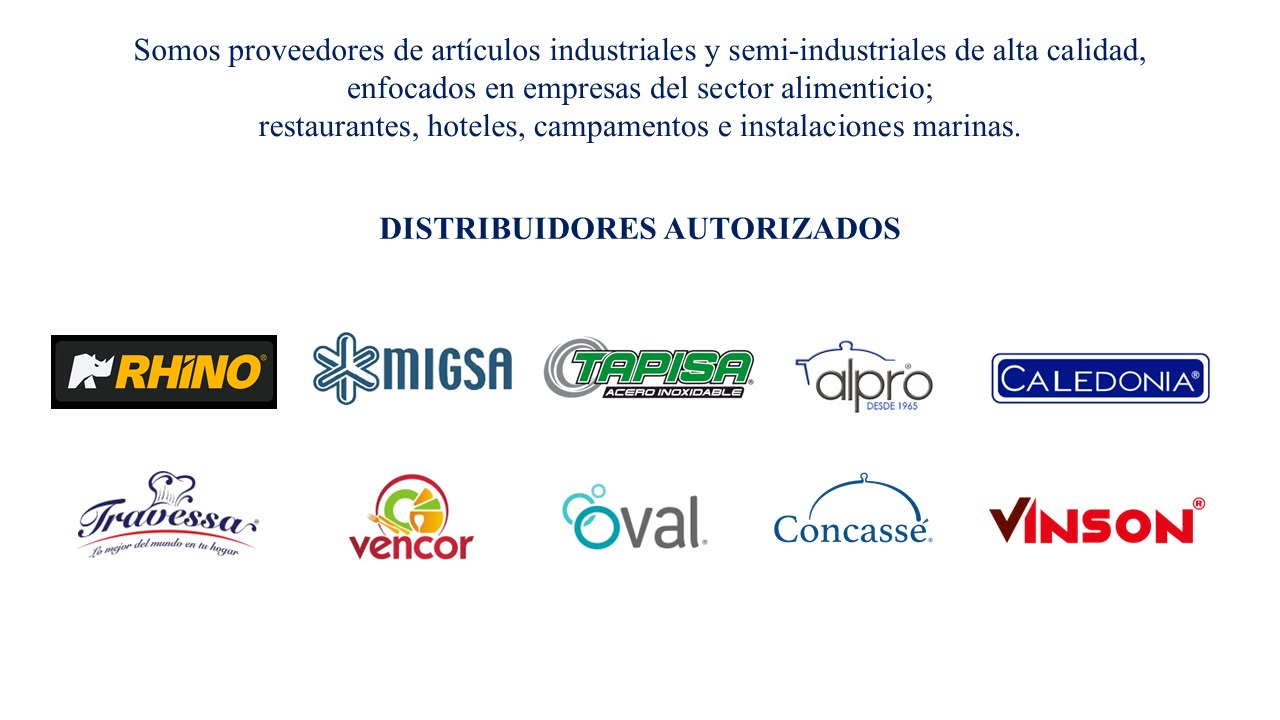 Somos proveedores de artículos industriales y semi-industriales de alta calidad,
enfocados en empresas del sector alimenticio;
restaurantes, hoteles, campamentos e instalaciones marinas.
DISTRIBUIDORES AUTORIZADOS
RHINO®
MIGSA
TAPISA®
ACERO INOXIDABLE
alpro®
DESDE 1965
CALEDONIA®
Travessa®
Lo mejor del mundo en tu hogar
vencor
Oval®
Concassé®
VINSON®